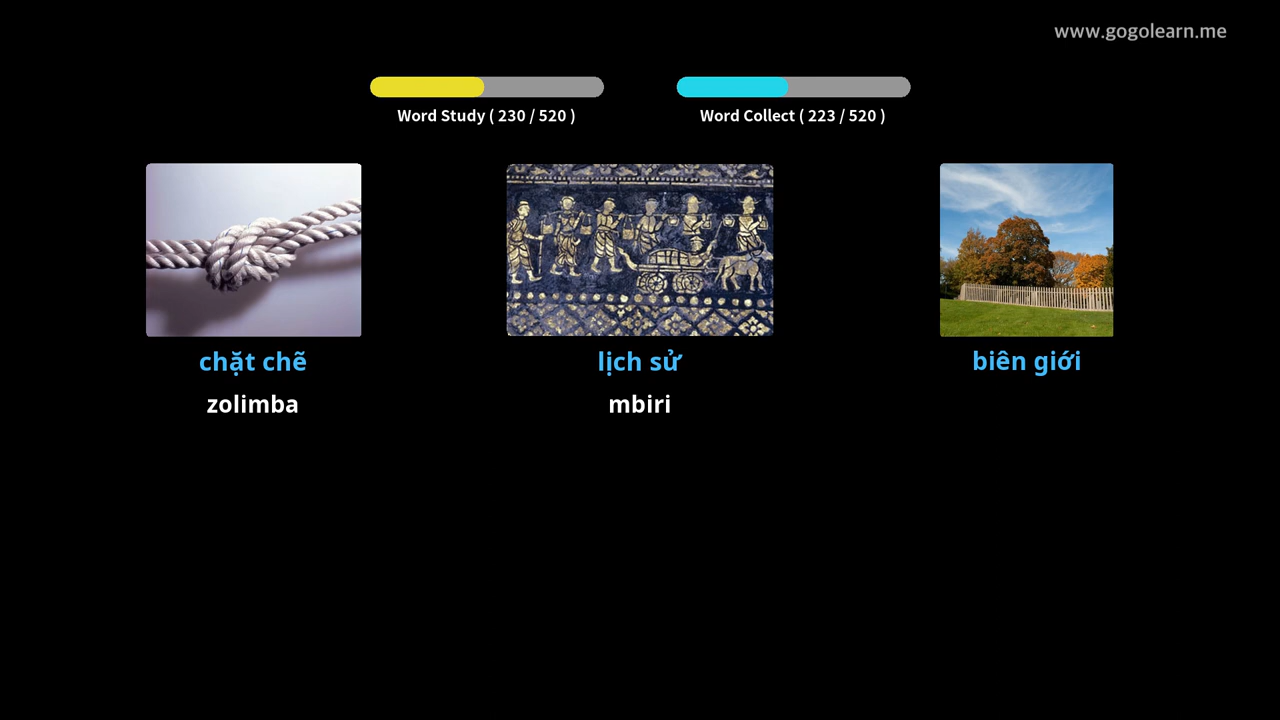 www.gogolearn.me
Word Study ( 230 / 520 )
Word Collect ( 223 / 520 )
chặt chẽ
lịch sử
biên giới
zolimba
mbiri